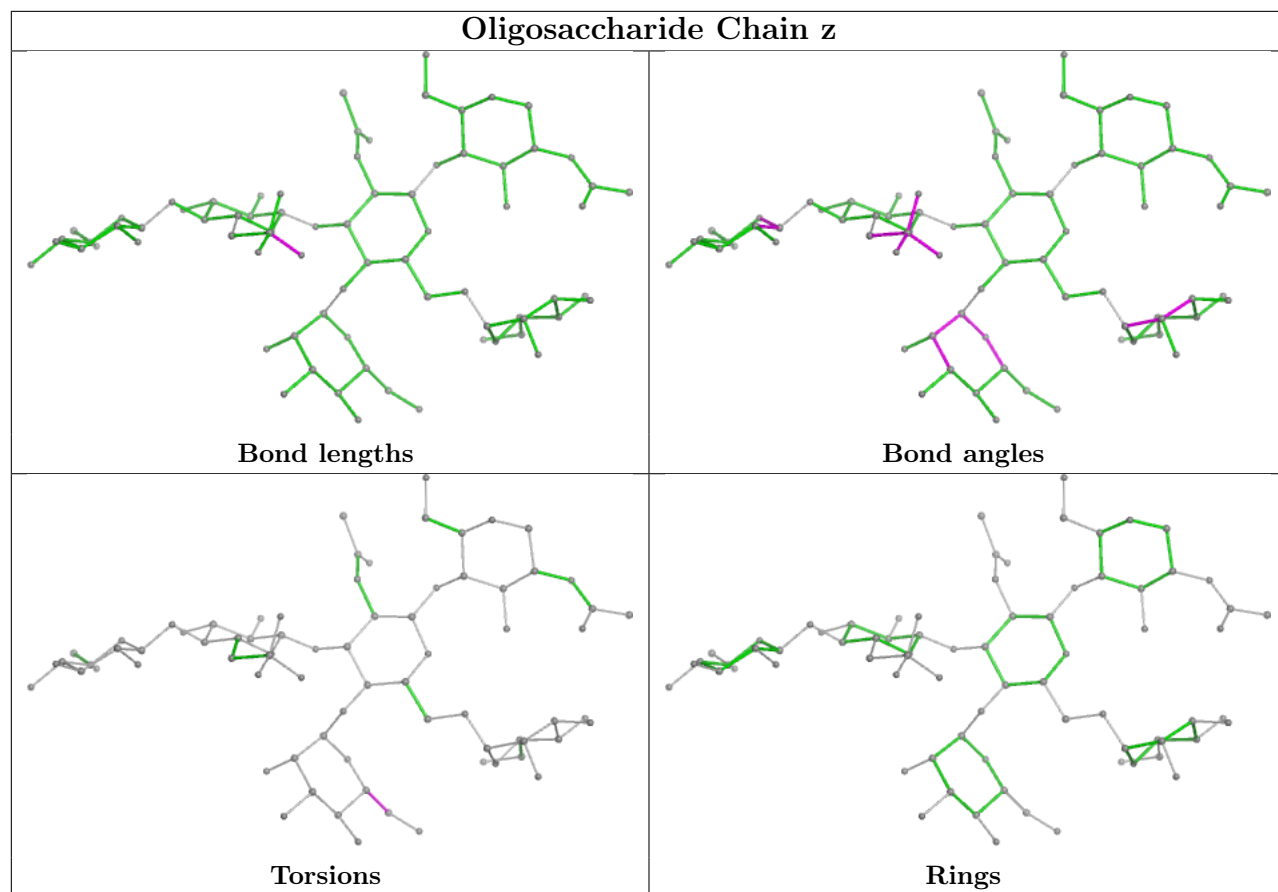 Oligosaccharide Chain z
Bond lengths
Bond angles
Torsions
Rings